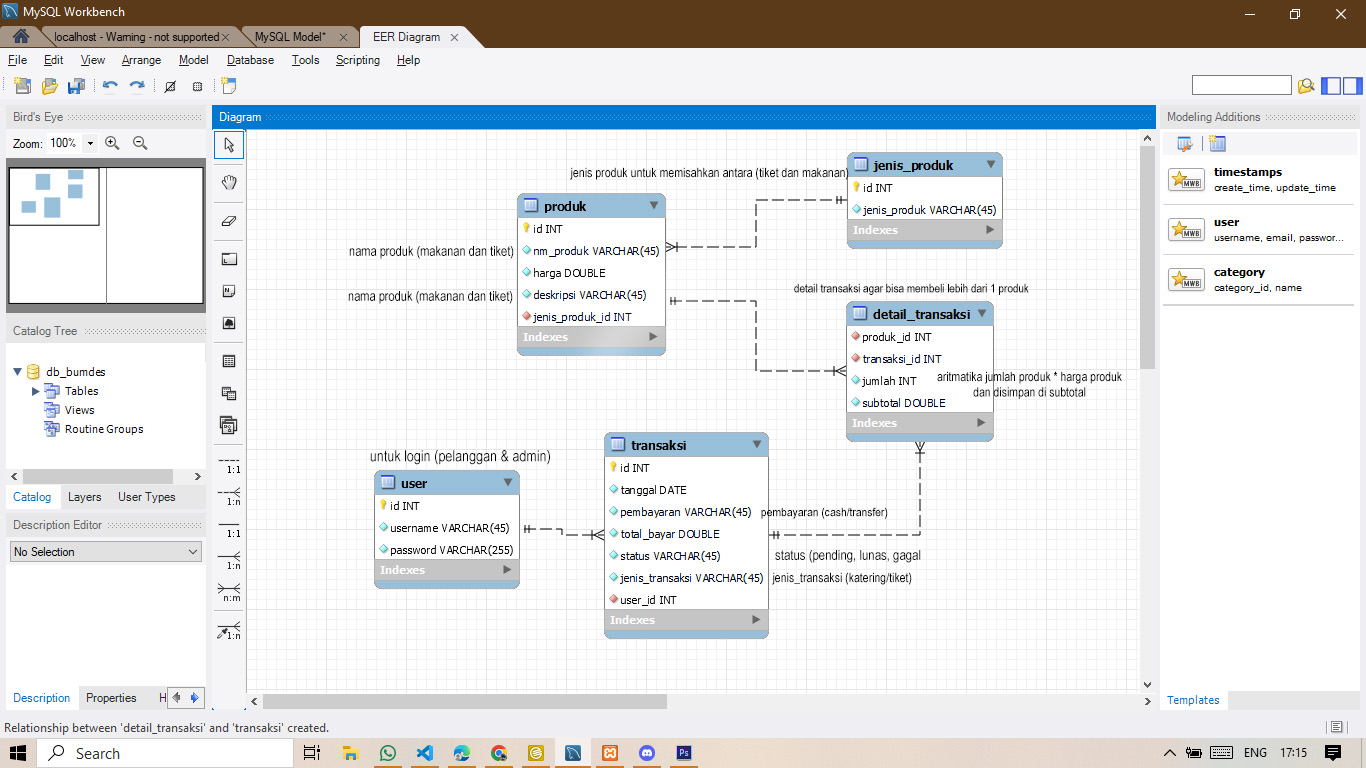 MySQL Workbench
localhost - Warning - not supported
MySQL Model*
EER Diagram
File Edit View Arrange Model Database Tools Scripting Help
Bird's Eye
Zoom: 100%
Catalog Tree
db_bumdes
Tables
Views
Routine Groups
Catalog Layers User Types
Description Editor
No Selection
Description Properties H
1:1
1:n
1:1
1:n
n:m
1:n
Diagram
jenis produk untuk memisahkan antara (tiket dan makanan)
jenis_produk
id INT
jenis_produk VARCHAR(45)
Indexes
produk
id INT
nama produk (makanan dan tiket)
nm_produk VARCHAR(45)
harga DOUBLE
nama produk (makanan dan tiket)
deskripsi VARCHAR(45)
jenis_produk_id INT
Indexes
detail transaksi agar bisa membeli lebih dari 1 produk
detail_transaksi
produk_id INT
transaksi_id INT
jumlah INT
subtotal DOUBLE
Indexes
aritmatika jumlah produk * harga produk
dan disimpan di subtotal
untuk login (pelanggan & admin)
user
id INT
username VARCHAR(45)
password VARCHAR(255)
Indexes
transaksi
id INT
tanggal DATE
pembayaran VARCHAR(45)
pembayaran (cash/transfer)
total_bayar DOUBLE
status VARCHAR(45)
status (pending, lunas, gagal
jenis_transaksi VARCHAR(45)
jenis_transaksi (katering/tiket)
user_id INT
Indexes
Modeling Additions
MWB
timestamps
create_time, update_time
MWB
user
username, email, passwor...
MWB
category
category_id, name
Templates
Relationship between 'detail_transaksi' and 'transaksi' created.
Search
Ps
ENG
17:15